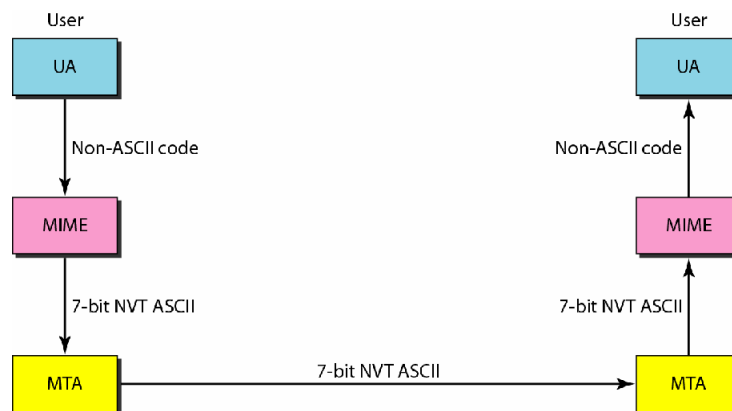 User
User
UA
UA
Non-ASCII code
Non-ASCII code
MIME
MIME
7-bit NVT ASCII
7-bit NVT ASCII
7-bit NVT ASCII
MTA
MTA